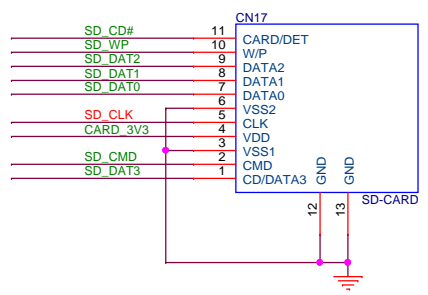 CN17
SD_CD# 11 CARD/DET
SD_WP 10 W/P
SD_DAT2 9 DATA2
SD_DAT1 8 DATA1
SD_DAT0 7 DATA0
6 VSS2
SD_CLK 5 CLK
CARD_3V3 4 VDD
3 VSS1
SD_CMD 2 CMD
SD_DAT3 1 CD/DATA3
GND GND
12 13 SD-CARD